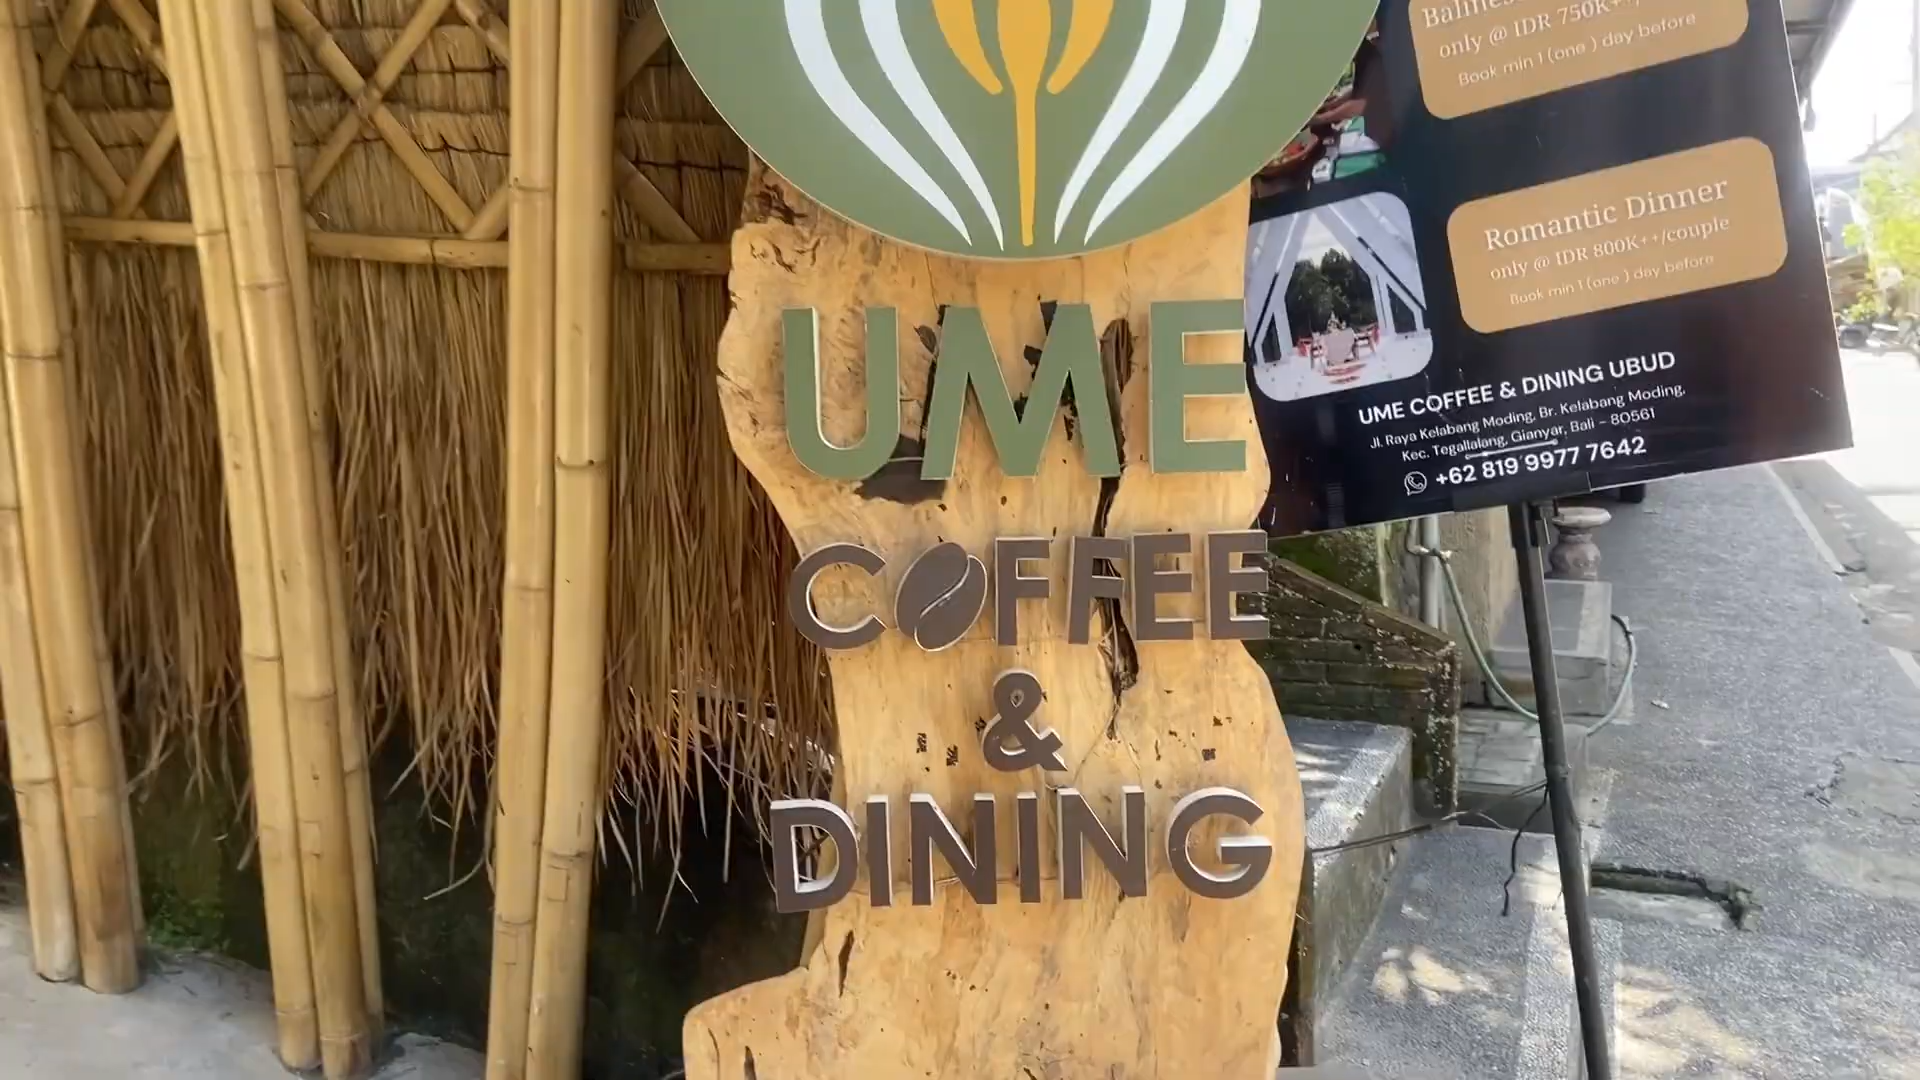 UME
COFFEE
&
DINING
only @ IDR 750K++/
Book min 1 (one ) day before
Romantic Dinner
only @ IDR 800K++/couple
Book min 1 (one ) day before
UME COFFEE & DINING UBUD
Jl. Raya Kelabang Moding, Br. Kelabang Moding,
Kec. Tegallalang, Gianyar, Bali - 80561
+62 819 9977 7642